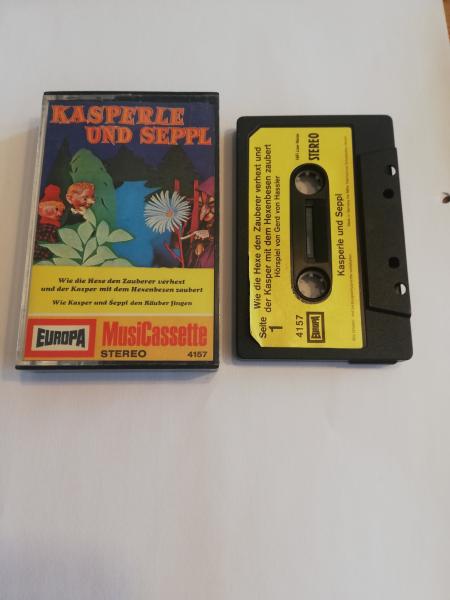 KASPERLE
UND SEPPL
Wie die Hexe den Zauberer verhext
und der Kasper mit dem Hexenbesen zaubert
Wie Kasper und Seppl den Räuber fingen
EUROPA
MusiCassette
STEREO
4157
Seite
1
Wie die Hexe den Zauberer verhext und
der Kasper mit dem Hexenbesen zaubert
Hörspiel von Gerd von Hassler
4157
EUROPA
STEREO
Kasperle und Seppl